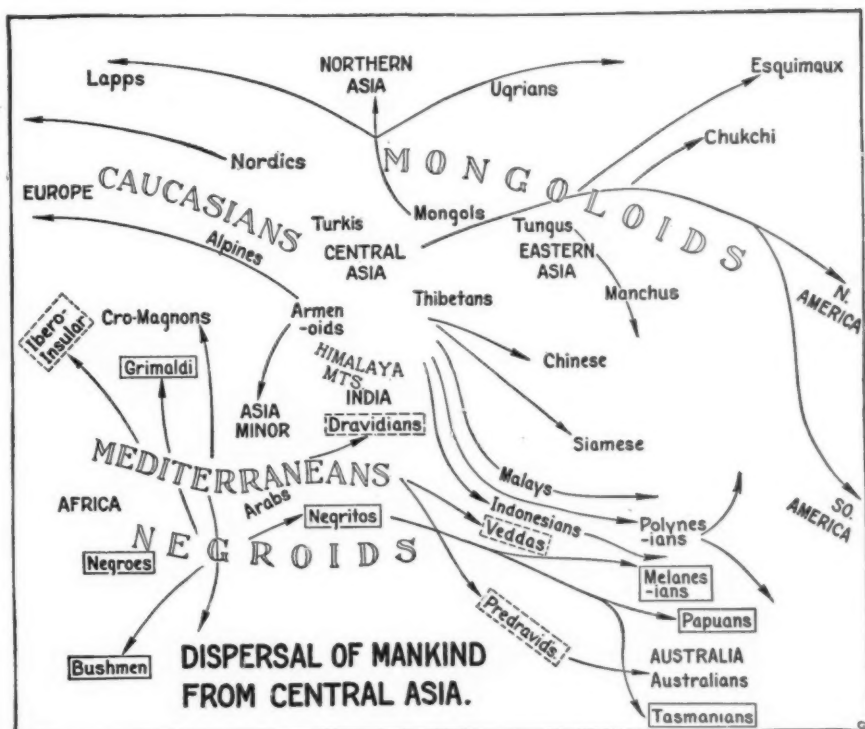 Lapps
NORTHERN
ASIA
Uqrians
Esquimaux
Chukchi
Nordics
MONGOLOIDS
EUROPE
CAUCASIANS
Alpines
Turkis
Mongols
CENTRAL
ASIA
Tungus
EASTERN
ASIA
Manchus
N.
AMERICA
Ibero-
Insular
Cro-Magnons
Armen
-oids
Thibetans
Grimaldi
HIMALAYA
MTS.
INDIA
Chinese
ASIA
MINOR
Dravidians
Siamese
MEDITERRANEANS
Arabs
Malays
SO.
AMERICA
AFRICA
Negritos
Indonesians
Veddas
Polynes
-ians
NEGROIDS
Negroes
Melanes
-ians
Predravids
Papuans
Bushmen
DISPERSAL OF MANKIND
FROM CENTRAL ASIA.
AUSTRALIA
Australians
Tasmanians